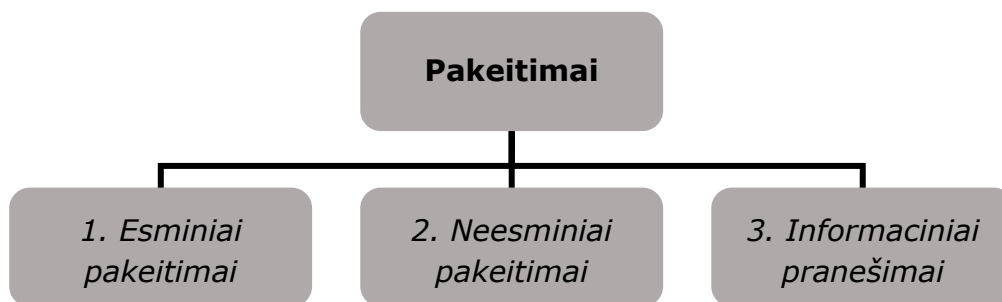 Pakeitimai
1. Esminiai
pakeitimai
2. Neesminiai
pakeitimai
3. Informaciniai
pranešimai